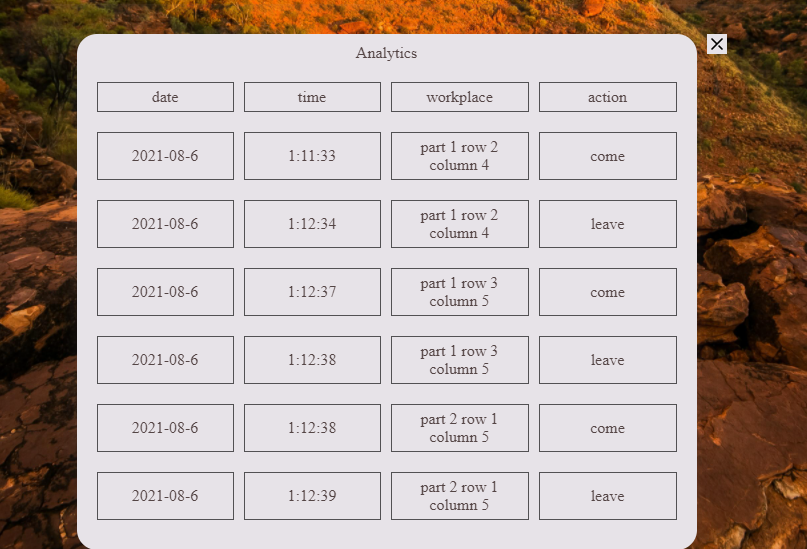 Analytics
date time workplace action
2021-08-6 1:11:33 part 1 row 2 column 4 come
2021-08-6 1:12:34 part 1 row 2 column 4 leave
2021-08-6 1:12:37 part 1 row 3 column 5 come
2021-08-6 1:12:38 part 1 row 3 column 5 leave
2021-08-6 1:12:38 part 2 row 1 column 5 come
2021-08-6 1:12:39 part 2 row 1 column 5 leave